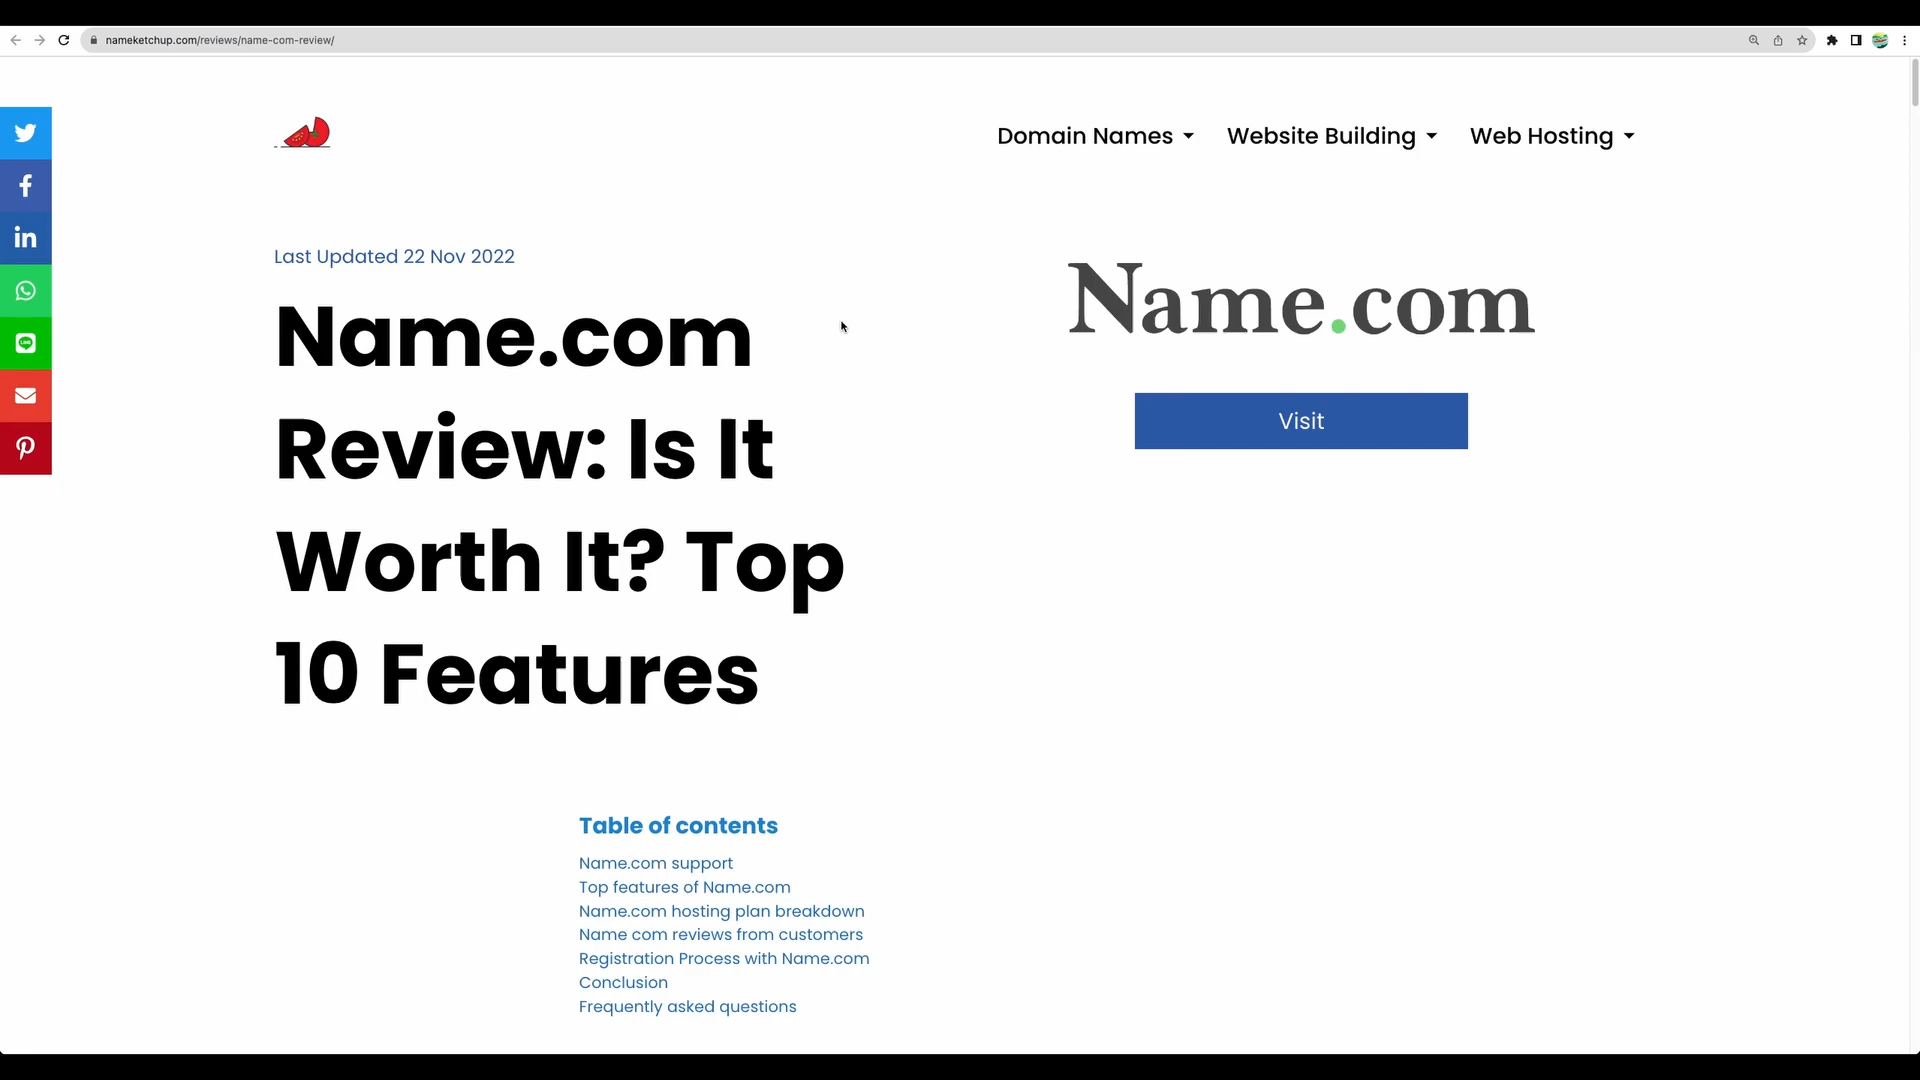 nameketchup.com/reviews/name-com-review/
Domain Names
Website Building
Web Hosting
Last Updated 22 Nov 2022
Name.com
Review: Is It
Worth It? Top
10 Features
Name.com
Visit
Table of contents
Name.com support
Top features of Name.com
Name.com hosting plan breakdown
Name com reviews from customers
Registration Process with Name.com
Conclusion
Frequently asked questions